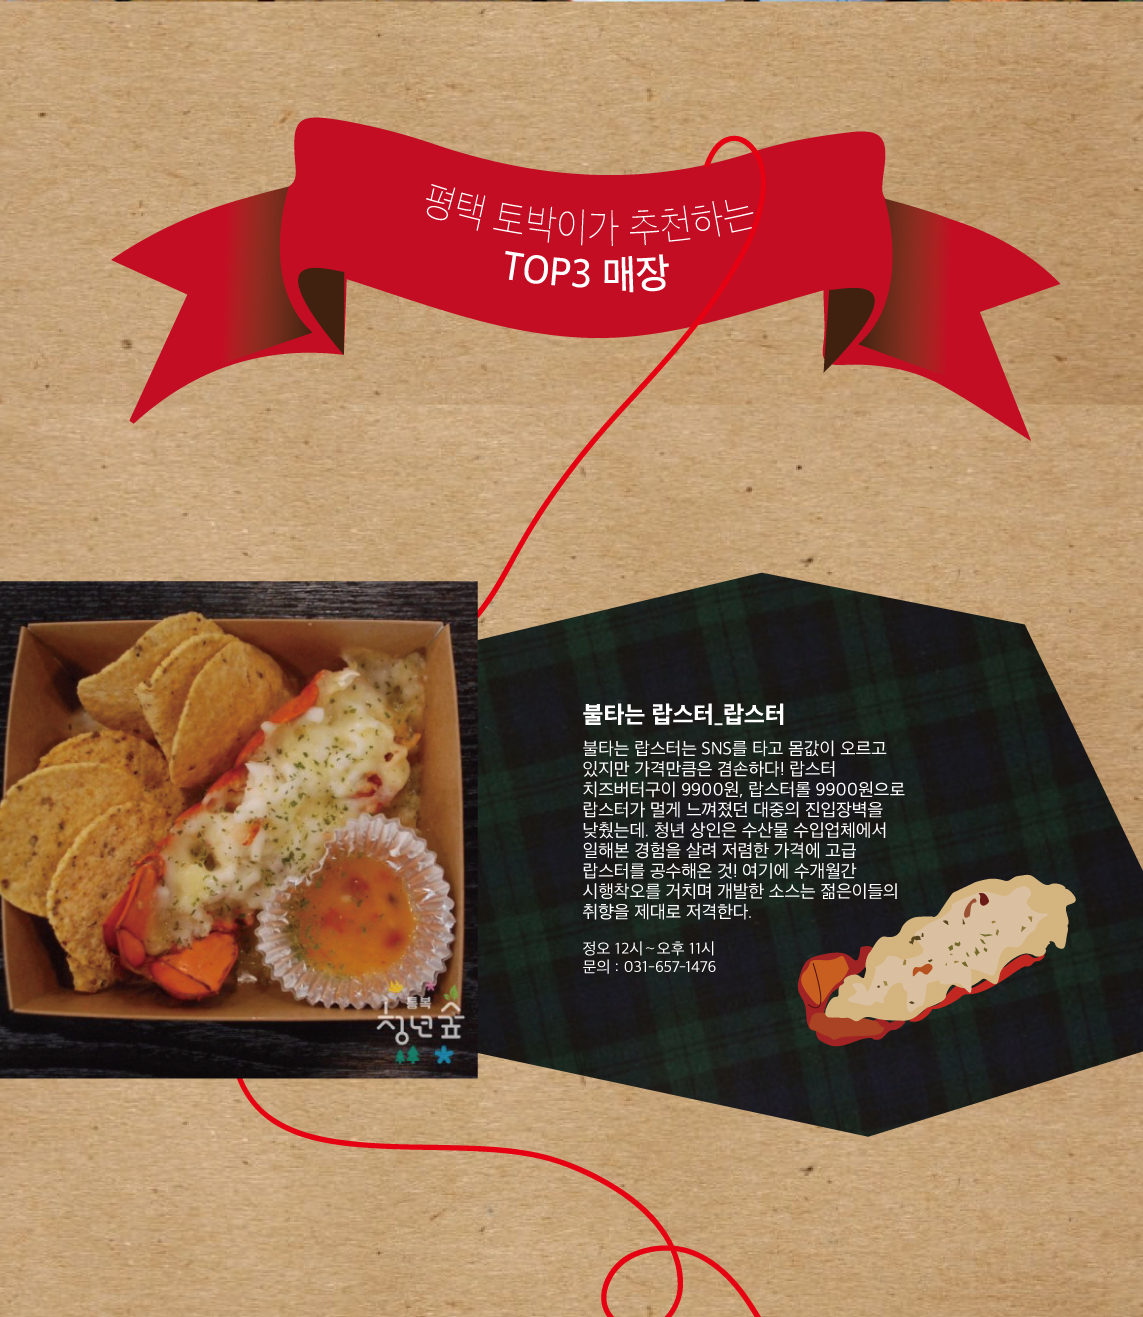 평택 토박이가 추천하는
TOP3 매장
불타는 랍스터_랍스터
불타는 랍스터는 SNS를 타고 몸값이 오르고
있지만 가격만큼은 겸손하다! 랍스터
치즈버터구이 9900원, 랍스터롤 9900원으로
랍스터가 멀게 느껴졌던 대중의 진입장벽을
낮췄는데. 청년 상인은 수산물 수입업체에서
일해본 경험을 살려 저렴한 가격에 고급
랍스터를 공수해온 것! 여기에 수개월간
시행착오를 거치며 개발한 소스는 젊은이들의
취향을 제대로 저격한다.
정오 12시~오후 11시
문의 : 031-657-1476
통복
청년숲